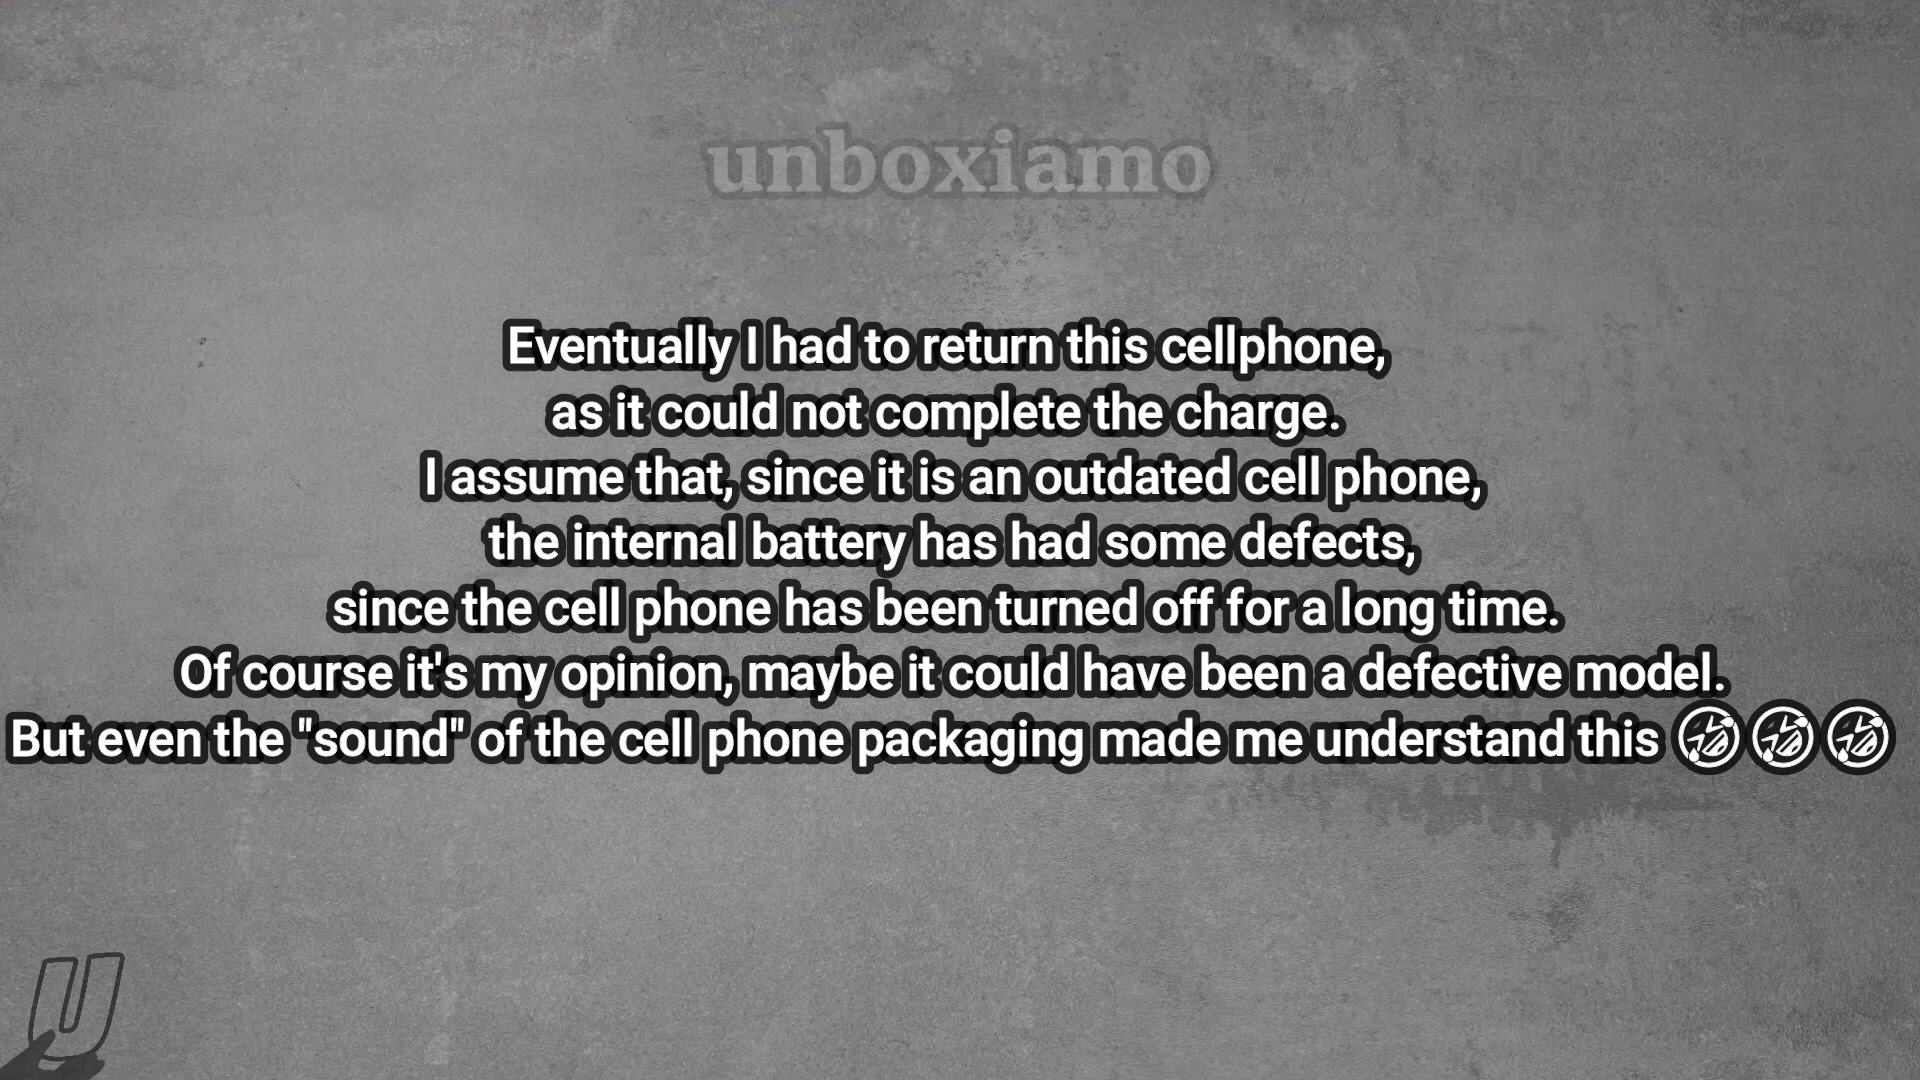 unboxiamo
Eventually I had to return this cellphone,
as it could not complete the charge.
I assume that, since it is an outdated cell phone,
the internal battery has had some defects,
since the cell phone has been turned off for a long time.
Of course it's my opinion, maybe it could have been a defective model.
But even the "sound" of the cell phone packaging made me understand this 🤣🤣🤣
U